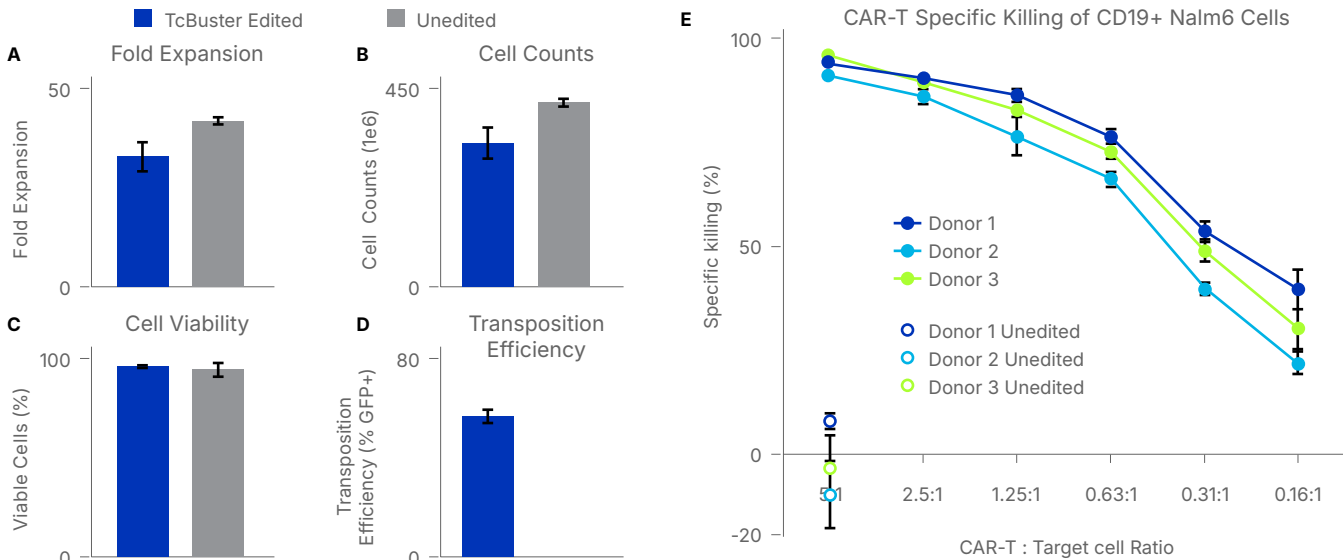 TcBuster Edited
Unedited
A
Fold Expansion
50
Fold Expansion
0
B
Cell Counts
450
Cell Counts (1e6)
0
C
Cell Viability
100
Viable Cells (%)
0
D
Transposition
Efficiency
80
Transposition
Efficiency (% GFP+)
0
E
CAR-T Specific Killing of CD19+ Nalm6 Cells
100
50
0
-20
Specific killing (%)
Donor 1
Donor 2
Donor 3
Donor 1 Unedited
Donor 2 Unedited
Donor 3 Unedited
5:1
2.5:1
1.25:1
0.63:1
0.31:1
0.16:1
CAR-T : Target cell Ratio